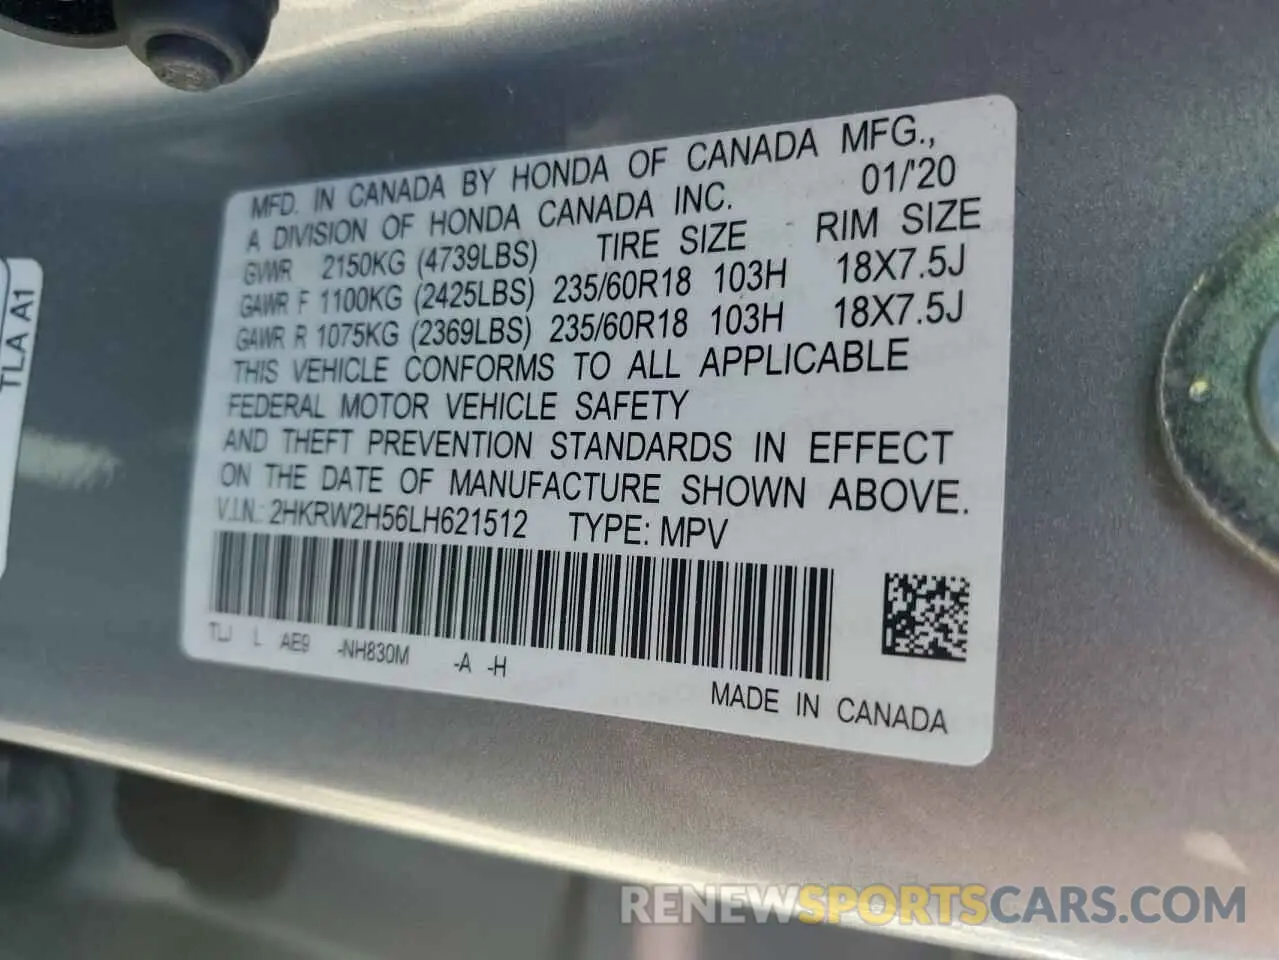 MFD. IN CANADA BY HONDA OF CANADA MFG.,
A DIVISION OF HONDA CANADA INC. 01/'20
GVWR 2150KG (4739LBS) TIRE SIZE RIM SIZE
GAWR F 1100KG (2425LBS) 235/60R18 103H 18X7.5J
GAWR R 1075KG (2369LBS) 235/60R18 103H 18X7.5J
THIS VEHICLE CONFORMS TO ALL APPLICABLE
FEDERAL MOTOR VEHICLE SAFETY
AND THEFT PREVENTION STANDARDS IN EFFECT
ON THE DATE OF MANUFACTURE SHOWN ABOVE.
V.I.N.: 2HKRW2H56LH621512 TYPE: MPV
TLJ L AE9 -NH830M -A -H
MADE IN CANADA
TLA A1
RENEWSPORTSCARS.COM